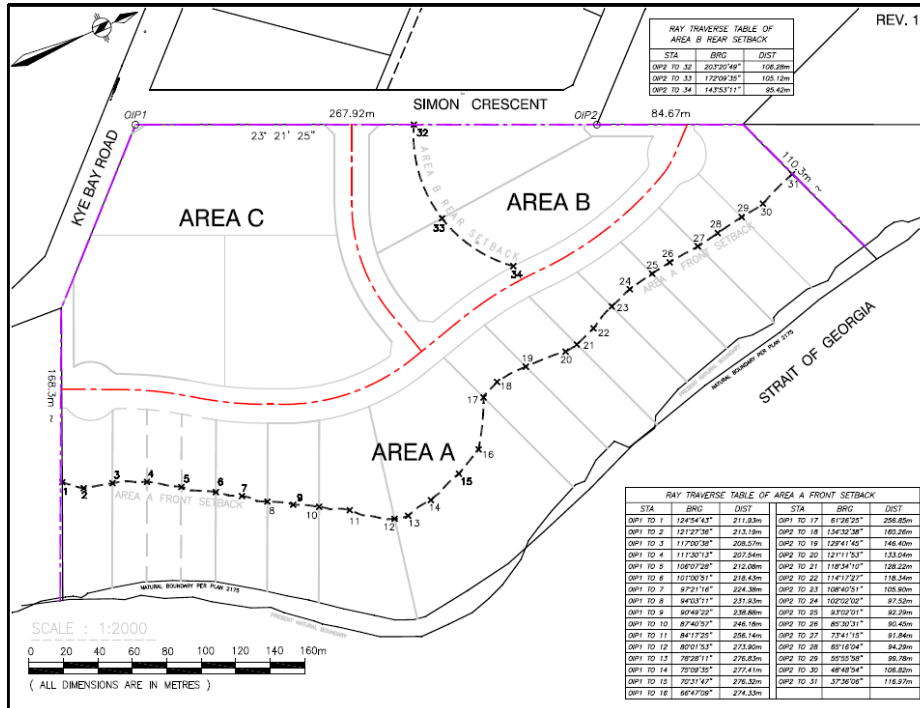 REV. 1
RAY TRAVERSE TABLE OF
AREA B REAR SETBACK
STA BRG DIST
OIP2 TO 32 203°20'49" 106.28m
OIP2 TO 33 172°09'35" 105.12m
OIP2 TO 34 143°53'11" 95.42m
SIMON CRESCENT
OIP1
267.92m
OIP2
84.67m
23° 21' 25"
32
110.3m ~
31
KYE BAY ROAD
AREA C
AREA B
AREA B REAR SETBACK
30
29
33
28
27
34
26
25
AREA A FRONT SETBACK
24
23
22
21
20
19
18
17
PRESENT NATURAL BOUNDARY
NATURAL BOUNDARY PER PLAN 2175
STRAIT OF GEORGIA
168.3m ~
AREA A
16
15
1
2
3
4
5
6
7
8
9
10
11
12
13
14
AREA A FRONT SETBACK
NATURAL BOUNDARY PER PLAN 2175
PRESENT NATURAL BOUNDARY
SCALE : 1:2000
0 20 40 60 80 100 120 160m
( ALL DIMENSIONS ARE IN METRES )
RAY TRAVERSE TABLE OF AREA A FRONT SETBACK
STA BRG DIST STA BRG DIST
OIP1 TO 1 124°54'43" 211.93m OIP1 TO 17 61°26'25" 256.85m
OIP1 TO 2 121°27'36" 213.19m OIP2 TO 18 134°32'38" 160.26m
OIP1 TO 3 117°00'38" 208.57m OIP2 TO 19 129°41'45" 146.40m
OIP1 TO 4 111°30'13" 207.54m OIP2 TO 20 121°11'53" 133.04m
OIP1 TO 5 106°07'28" 212.08m OIP2 TO 21 118°34'10" 128.22m
OIP1 TO 6 101°00'51" 218.43m OIP2 TO 22 114°17'27" 118.34m
OIP1 TO 7 97°21'16" 224.38m OIP2 TO 23 108°40'51" 105.90m
OIP1 TO 8 94°03'11" 231.93m OIP2 TO 24 102°02'02" 97.52m
OIP1 TO 9 90°49'22" 238.88m OIP2 TO 25 93°02'01" 92.29m
OIP1 TO 10 87°40'57" 246.18m OIP2 TO 26 85°30'31" 90.45m
OIP1 TO 11 84°17'25" 256.14m OIP2 TO 27 73°41'15" 91.84m
OIP1 TO 12 80°01'53" 273.90m OIP2 TO 28 65°16'04" 94.29m
OIP1 TO 13 78°28'11" 276.83m OIP2 TO 29 55°55'58" 99.78m
OIP1 TO 14 75°09'35" 277.41m OIP2 TO 30 48°48'54" 106.82m
OIP1 TO 15 70°31'47" 276.32m OIP2 TO 31 37°36'06" 116.97m
OIP1 TO 16 66°47'09" 274.33m